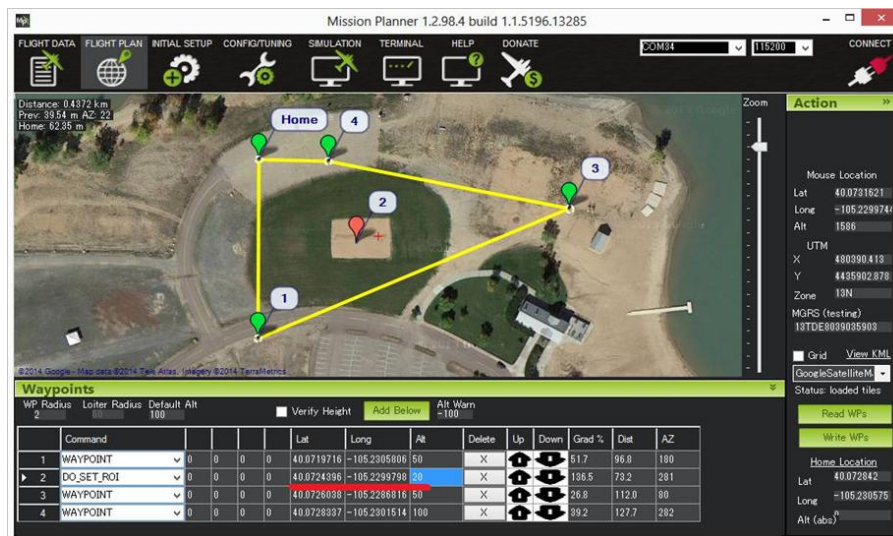 Mission Planner 1.2.98.4 build 1.1.5196.13285
FLIGHT DATA FLIGHT PLAN INITIAL SETUP CONFIG/TUNING SIMULATION TERMINAL HELP DONATE COM34 115200 CONNECT
Distance: 0.4372 km
Prev: 39.54 m AZ: 22
Home: 62.35 m
Zoom
Action
Home
4
3
2
1
Mouse Location
Lat 40.0731621
Long -105.2299744
Alt 1586
UTM
X 480390.413
Y 4435902.878
Zone 13N
MGRS (testing)
13TDE8039035903
Grid View KML
GoogleSatelliteM
Status: loaded tiles
Read WPs
Write WPs
Home Location
Lat 40.072842
Long -105.230575
Alt (abs) 0
©2014 Google - Map data ©2014 Tele Atlas, Imagery ©2014 TerraMetrics
Waypoints
WP Radius Loiter Radius Default Alt
2 60 100
Verify Height Add Below Alt Warn
-100
Command Lat Long Alt Delete Up Down Grad % Dist AZ
1 WAYPOINT 0 0 0 0 40.0719716 -105.2305806 50 X 51.7 96.8 180
2 DO_SET_ROI 0 0 0 0 40.0724396 -105.2299798 20 X 136.5 73.2 281
3 WAYPOINT 0 0 0 0 40.0726038 -105.2286816 50 X 26.8 112.0 80
4 WAYPOINT 0 0 0 0 40.0728337 -105.2301514 100 X 39.2 127.7 282